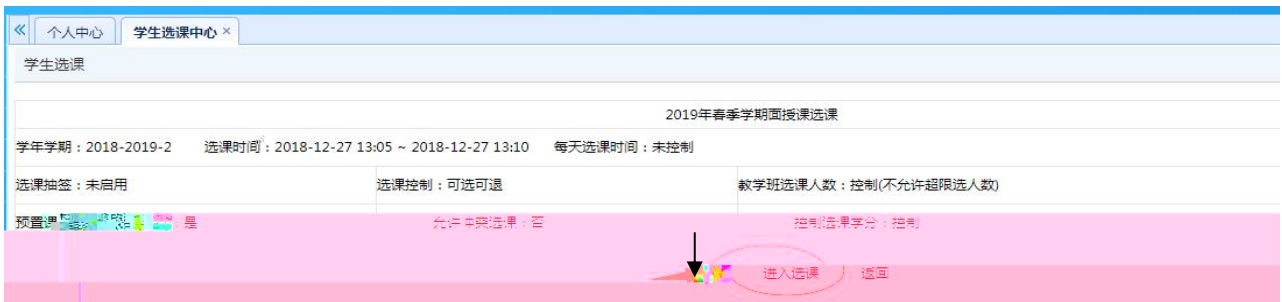 个人中心 学生选课中心 ×
学生选课
2019年春季学期面授课选课
学年学期：2018-2019-2 选课时间：2018-12-27 13:05 ~ 2018-12-27 13:10 每天选课时间：未控制
选课抽签：未启用 选课控制：可选可退 教学班选课人数：控制(不允许超限选人数)
预置课 ：是 允许冲突选课：否 控制选课学分：控制
进入选课 返回